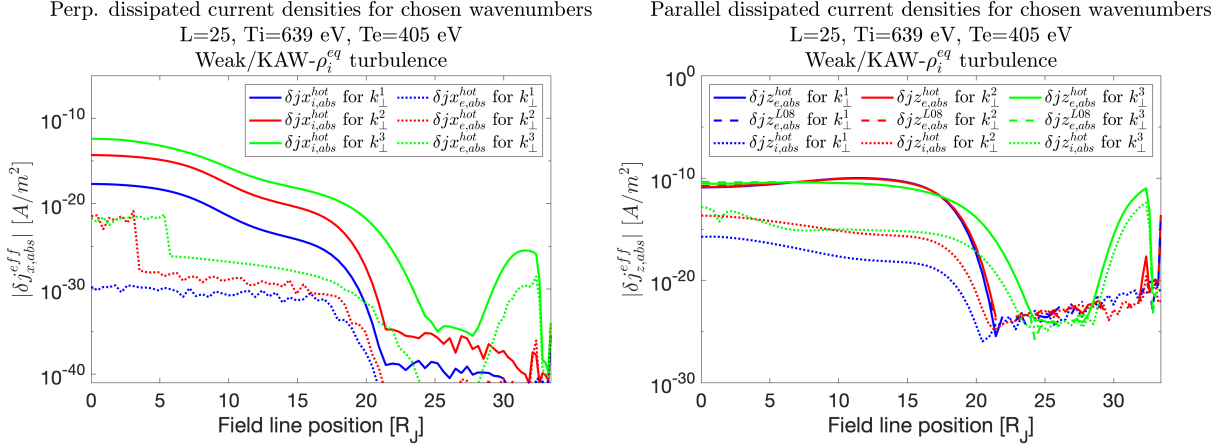 Perp. dissipated current densities for chosen wavenumbers
L=25, Ti=639 eV, Te=405 eV
Weak/KAW-ρ_i^{eq} turbulence
δjx_{i,abs}^{hot} for k_⊥^1
δjx_{e,abs}^{hot} for k_⊥^1
δjx_{i,abs}^{hot} for k_⊥^2
δjx_{e,abs}^{hot} for k_⊥^2
δjx_{i,abs}^{hot} for k_⊥^3
δjx_{e,abs}^{hot} for k_⊥^3
|δj_{x,abs}^{eff}| [A/m^2]
10^{-10}
10^{-20}
10^{-30}
10^{-40}
0 5 10 15 20 25 30
Field line position [R_J]
Parallel dissipated current densities for chosen wavenumbers
L=25, Ti=639 eV, Te=405 eV
Weak/KAW-ρ_i^{eq} turbulence
δjz_{e,abs}^{hot} for k_⊥^1 δjz_{e,abs}^{hot} for k_⊥^2 δjz_{e,abs}^{hot} for k_⊥^3
δjz_{e,abs}^{L08} for k_⊥^1 δjz_{e,abs}^{L08} for k_⊥^2 δjz_{e,abs}^{L08} for k_⊥^3
δjz_{i,abs}^{hot} for k_⊥^1 δjz_{i,abs}^{hot} for k_⊥^2 δjz_{i,abs}^{hot} for k_⊥^3
|δj_{z,abs}^{eff}| [A/m^2]
10^0
10^{-10}
10^{-20}
10^{-30}
0 5 10 15 20 25 30
Field line position [R_J]